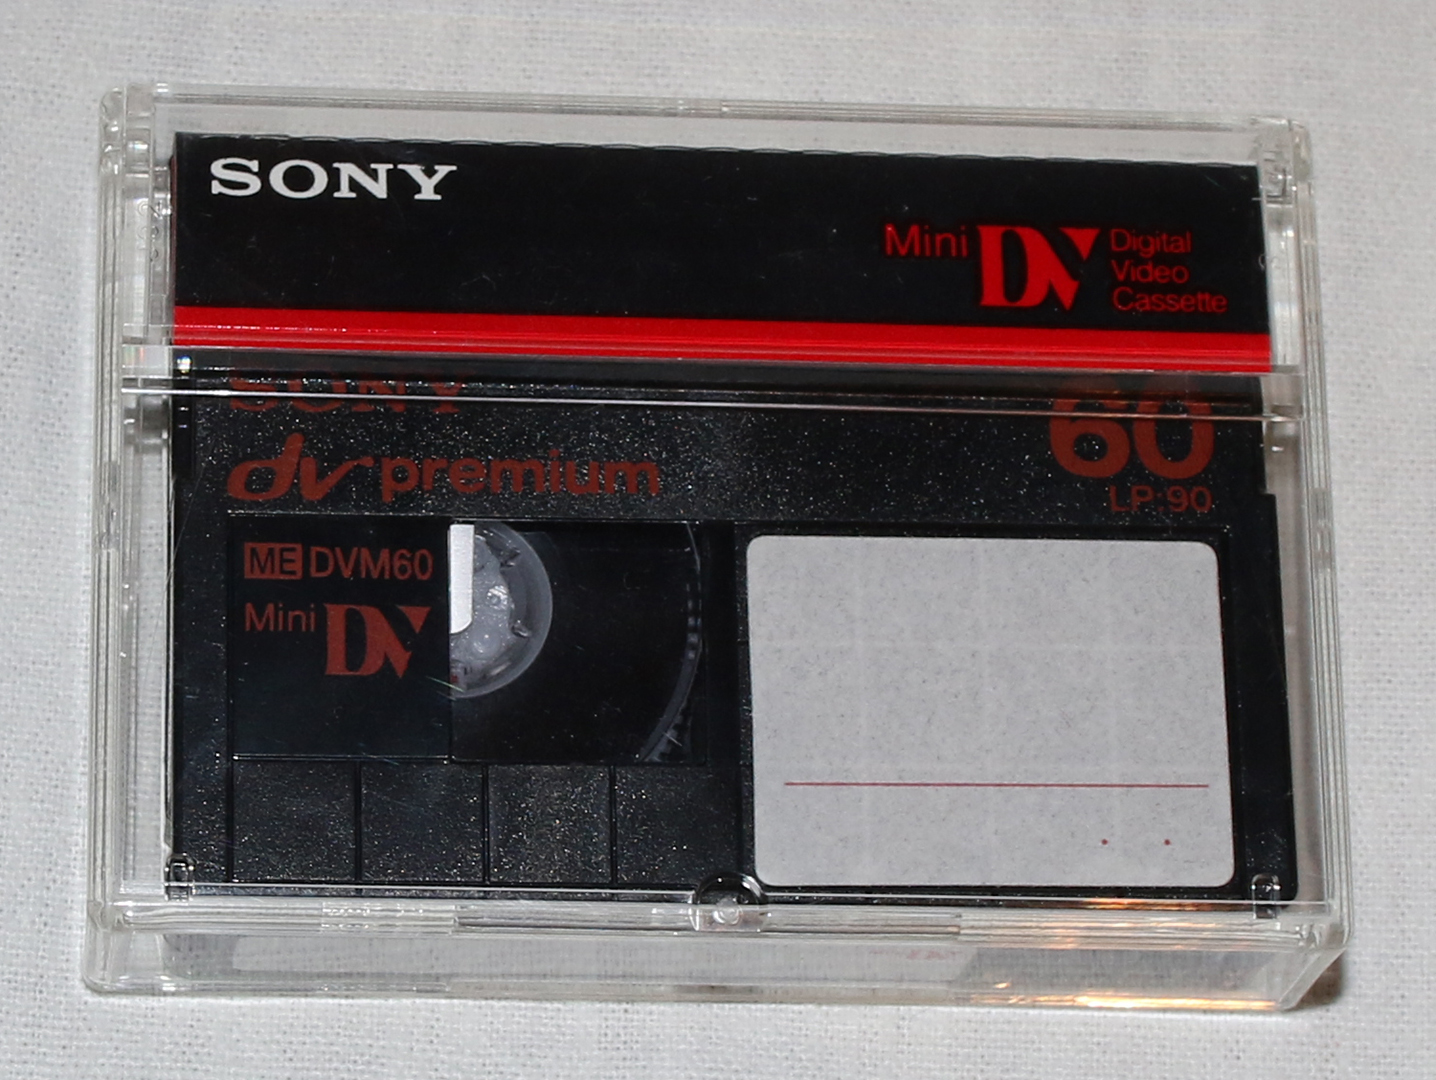 SONY
Mini DV Digital
Video
Cassette
SONY
60
dv premium
LP:90
ME DVM60
Mini DV